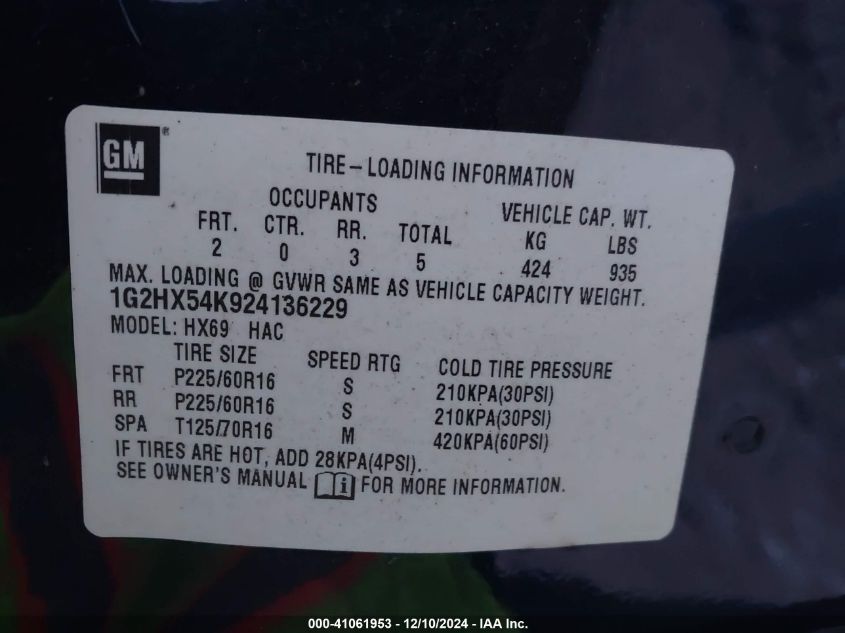 GM®
TIRE-LOADING INFORMATION
OCCUPANTS VEHICLE CAP. WT.
FRT. CTR. RR. TOTAL KG LBS
2 0 3 5 424 935
MAX. LOADING @ GVWR SAME AS VEHICLE CAPACITY WEIGHT.
1G2HX54K924136229
MODEL: HX69 HAC
TIRE SIZE SPEED RTG COLD TIRE PRESSURE
FRT P225/60R16 S 210KPA(30PSI)
RR P225/60R16 S 210KPA(30PSI)
SPA T125/70R16 M 420KPA(60PSI)
IF TIRES ARE HOT, ADD 28KPA(4PSI).
SEE OWNER'S MANUAL i FOR MORE INFORMATION.
000-41061953 - 12/10/2024 - IAA Inc.